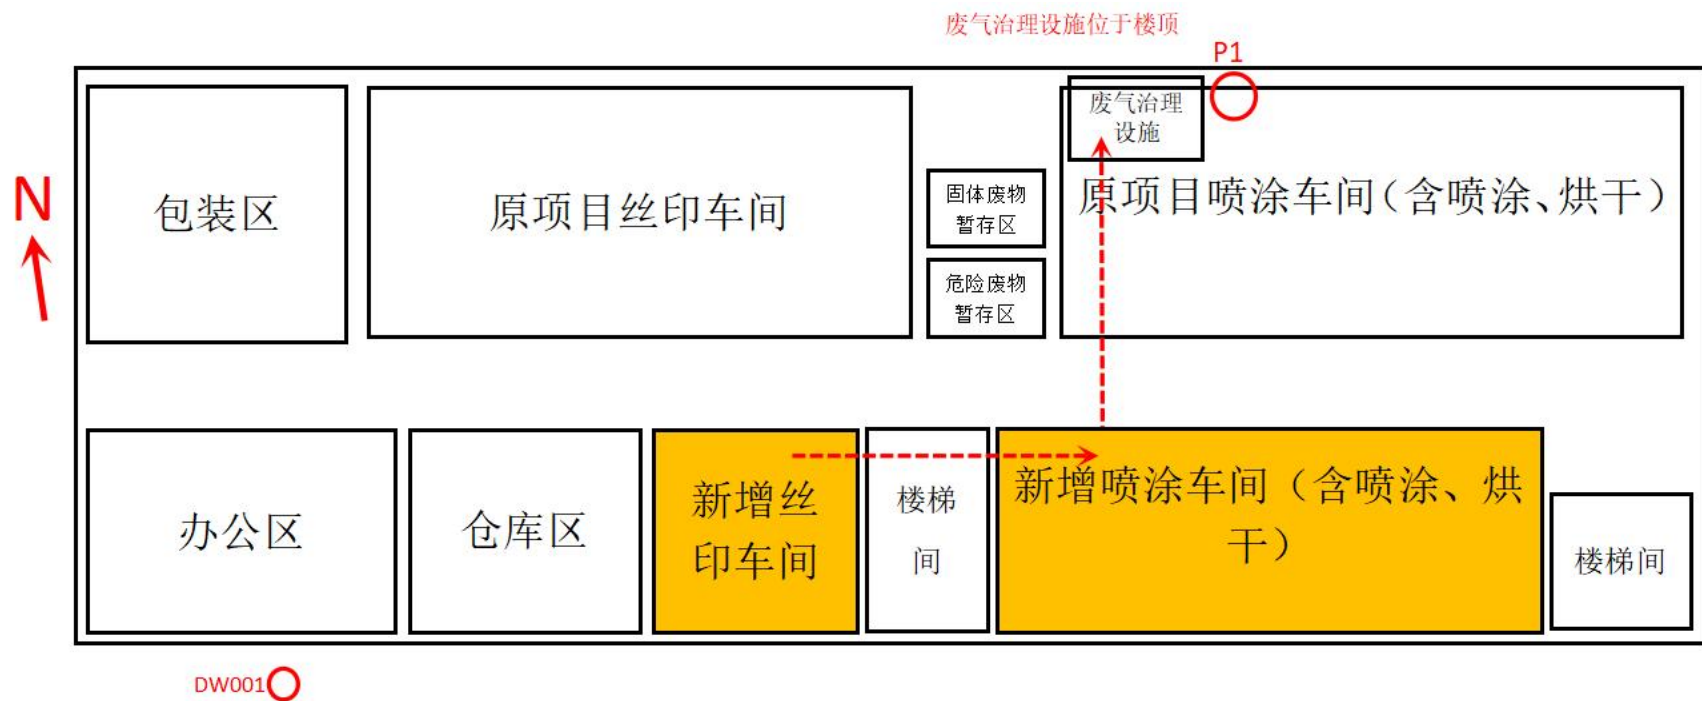 废气治理设施位于楼顶
P1
废气治理
设施
N
包装区
原项目丝印车间
固体废物
暂存区
危险废物
暂存区
原项目喷涂车间（含喷涂、烘干）
办公区
仓库区
新增丝
印车间
楼梯
间
新增喷涂车间（含喷涂、烘
干）
楼梯间
DW001